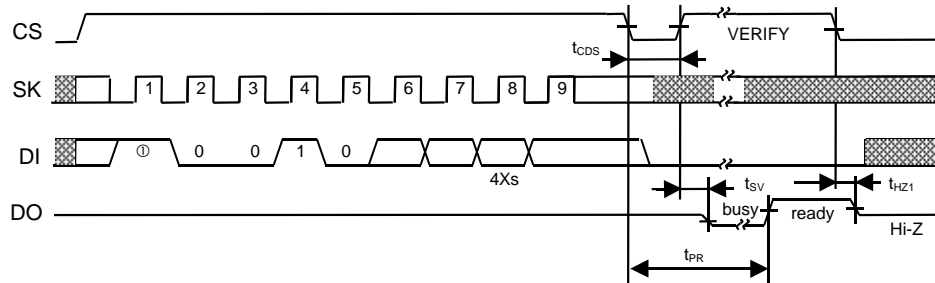 CS
VERIFY
tCDS
SK
1 2 3 4 5 6 7 8 9
DI
① 0 0 1 0
4Xs
tSV
tHZ1
DO
busy
ready
Hi-Z
tPR